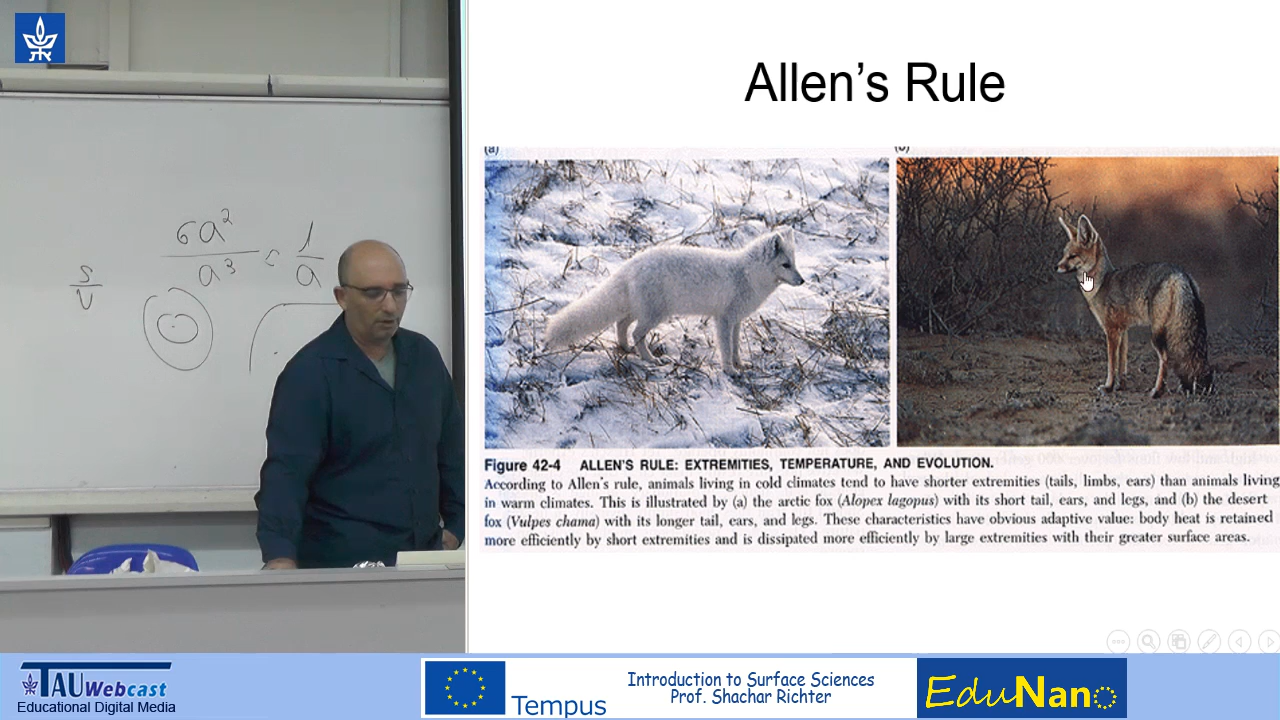 Allen's Rule
(a)
S
V
6a²
a³
1
a
Figure 42-4 ALLEN'S RULE: EXTREMITIES, TEMPERATURE, AND EVOLUTION.
According to Allen's rule, animals living in cold climates tend to have shorter extremities (tails, limbs, ears) than animals living
in warm climates. This is illustrated by (a) the arctic fox (Alopex lagopus) with its short tail, ears, and legs, and (b) the desert
fox (Vulpes chama) with its longer tail, ears, and legs. These characteristics have obvious adaptive value: body heat is retained
more efficiently by short extremities and is dissipated more efficiently by large extremities with their greater surface areas.
TAU Webcast
Educational Digital Media
Tempus
Introduction to Surface Sciences
Prof. Shachar Richter
EduNano